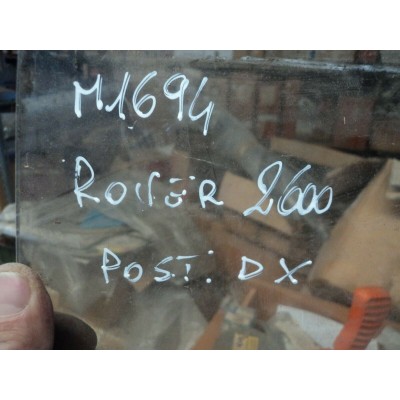 M1694
ROVER 2600
POST. DX